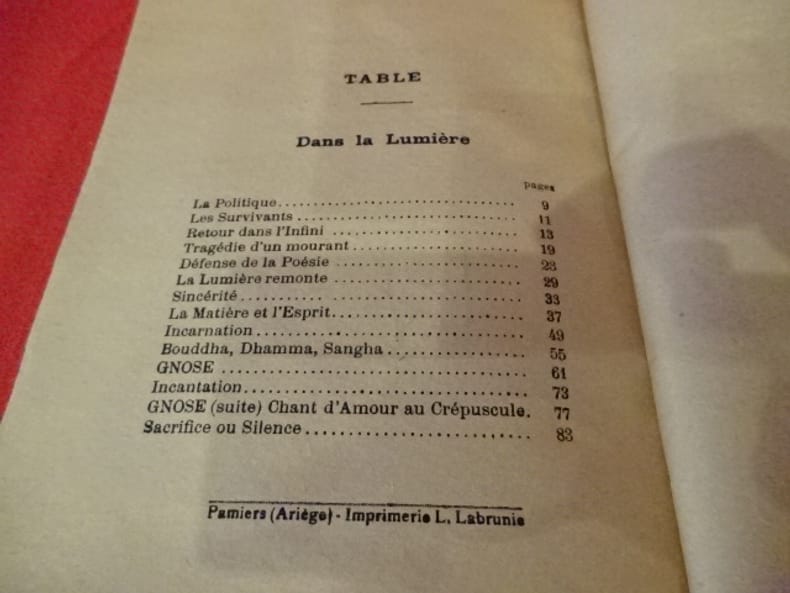 TABLE
Dans la Lumière
pages
La Politique.................................. 9
Les Survivants................................ 11
Retour dans l'Infini ......................... 13
Tragédie d'un mourant......................... 19
Défense de la Poésie ......................... 23
La Lumière remonte ........................... 29
Sincérité.......... .......................... 33
La Matière et l'Esprit........................ 37
Incarnation................................... 49
Bouddha, Dhamma, Sangha....................... 55
GNOSE ........................................ 61
Incantation................................... 73
GNOSE (suite) Chant d'Amour au Crépuscule. 77
Sacrifice ou Silence.......................... 83
Pamiers (Ariége) - Imprimerie L. Labrunie